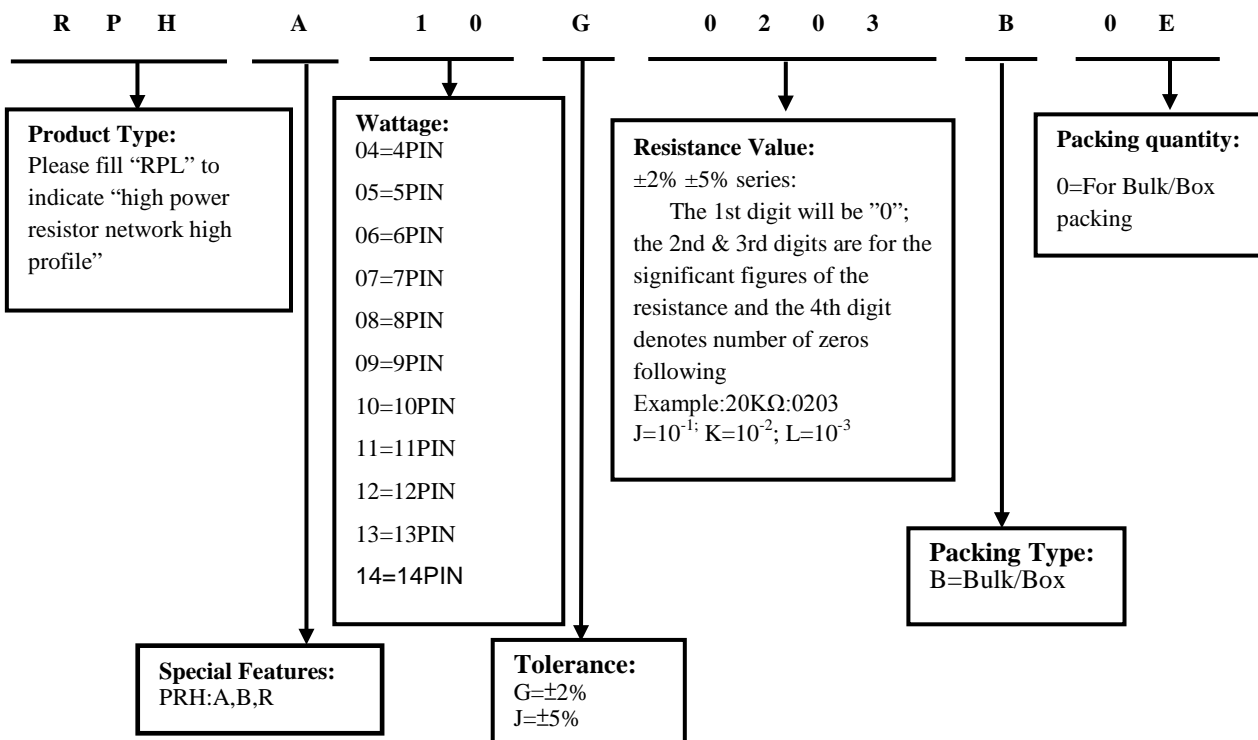 R P H A 1 0 G 0 2 0 3 B 0 E
Product Type:
Please fill “RPL” to
indicate “high power
resistor network high
profile”
Wattage:
04=4PIN
05=5PIN
06=6PIN
07=7PIN
08=8PIN
09=9PIN
10=10PIN
11=11PIN
12=12PIN
13=13PIN
14=14PIN
Resistance Value:
±2% ±5% series:
The 1st digit will be ”0”;
the 2nd & 3rd digits are for the
significant figures of the
resistance and the 4th digit
denotes number of zeros
following
Example:20KΩ:0203
J=10⁻¹; K=10⁻²; L=10⁻³
Packing quantity:
0=For Bulk/Box
packing
Packing Type:
B=Bulk/Box
Special Features:
PRH:A,B,R
Tolerance:
G=±2%
J=±5%